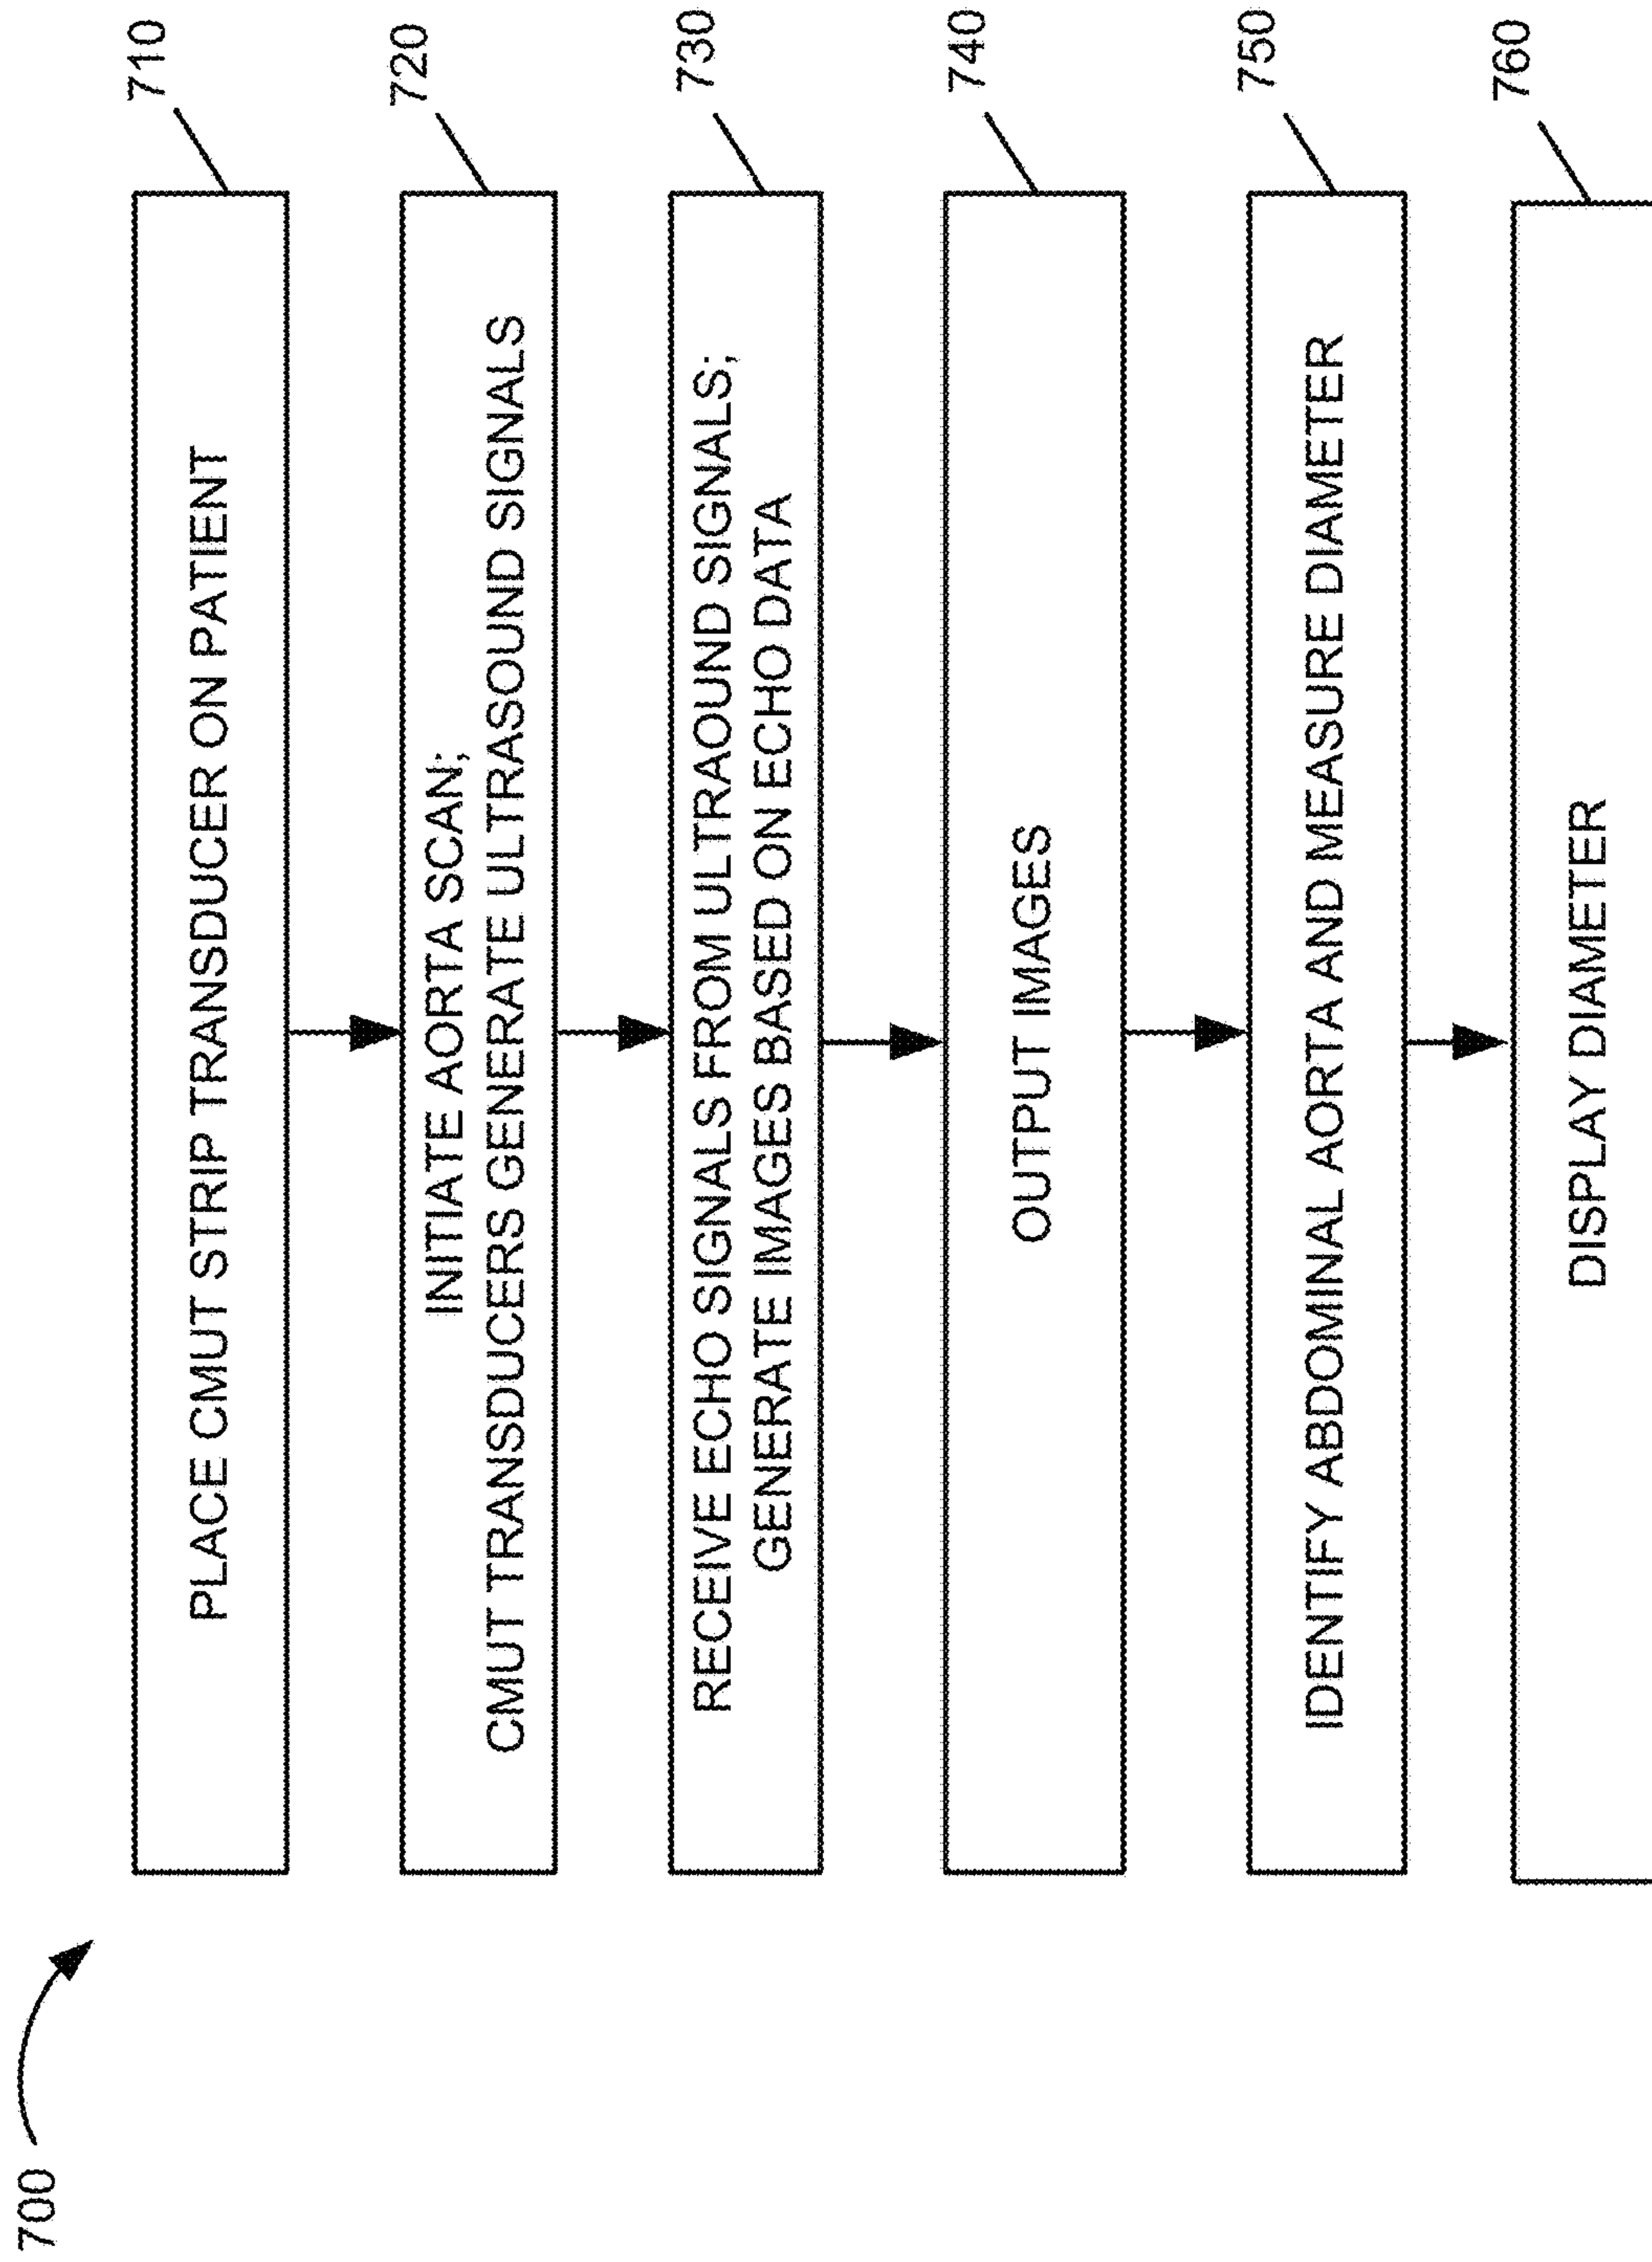 700
710
PLACE CMUT STRIP TRANSDUCER ON PATIENT
720
INITIATE AORTA SCAN;
CMUT TRANSDUCERS GENERATE ULTRASOUND SIGNALS
730
RECEIVE ECHO SIGNALS FROM ULTRAOUND SIGNALS;
GENERATE IMAGES BASED ON ECHO DATA
740
OUTPUT IMAGES
750
IDENTIFY ABDOMINAL AORTA AND MEASURE DIAMETER
760
DISPLAY DIAMETER